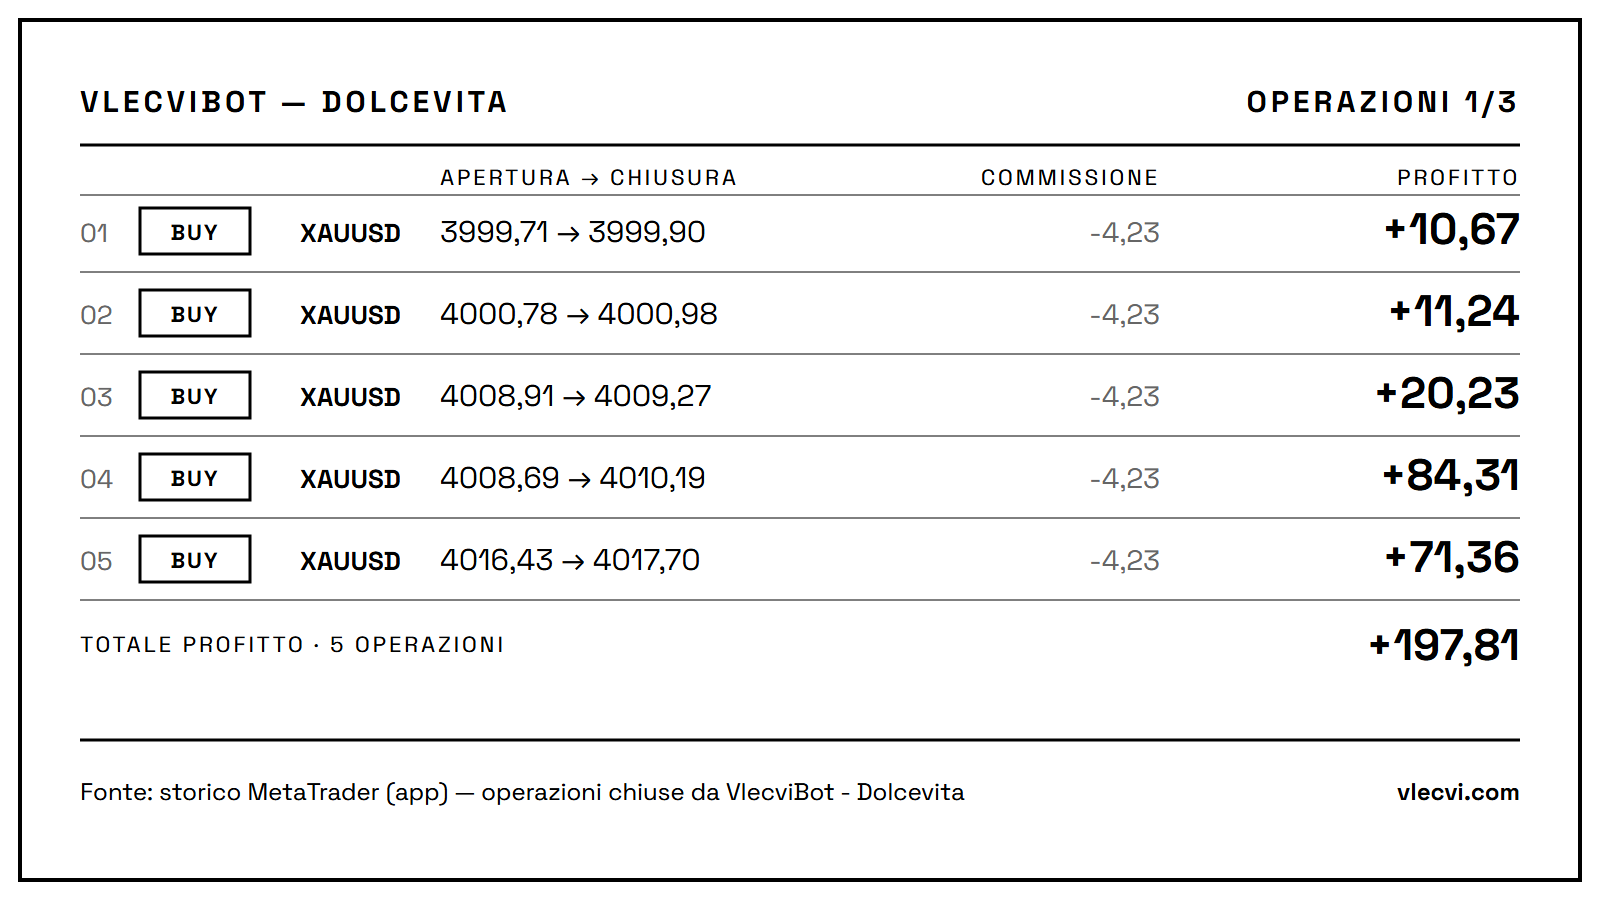 VLECVIBOT — DOLCEVITA OPERAZIONI 1/3
APERTURA → CHIUSURA COMMISSIONE PROFITTO
01 BUY XAUUSD 3999,71 → 3999,90 -4,23 +10,67
02 BUY XAUUSD 4000,78 → 4000,98 -4,23 +11,24
03 BUY XAUUSD 4008,91 → 4009,27 -4,23 +20,23
04 BUY XAUUSD 4008,69 → 4010,19 -4,23 +84,31
05 BUY XAUUSD 4016,43 → 4017,70 -4,23 +71,36
TOTALE PROFITTO · 5 OPERAZIONI +197,81
Fonte: storico MetaTrader (app) — operazioni chiuse da VlecviBot - Dolcevita vlecvi.com